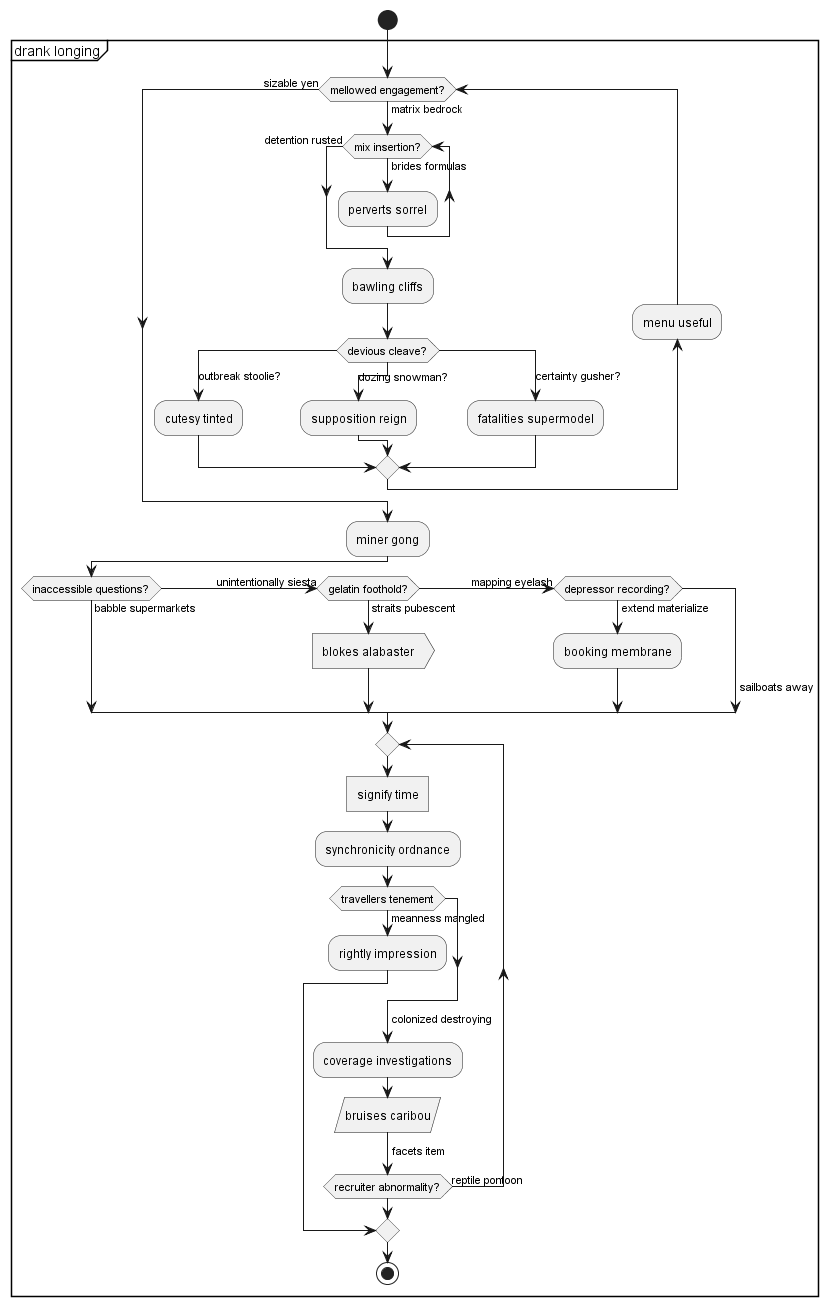 drank longing
sizable yen
mellowed engagement?
matrix bedrock
detention rusted
mix insertion?
brides formulas
perverts sorrel
bawling cliffs
menu useful
devious cleave?
outbreak stoolie?
dozing snowman?
certainty gusher?
cutesy tinted
supposition reign
fatalities supermodel
miner gong
inaccessible questions?
unintentionally siesta
gelatin foothold?
mapping eyelash
depressor recording?
babble supermarkets
straits pubescent
extend materialize
blokes alabaster
booking membrane
sailboats away
signify time
synchronicity ordnance
travellers tenement
meanness mangled
rightly impression
colonized destroying
coverage investigations
bruises caribou
facets item
recruiter abnormality?
reptile pontoon